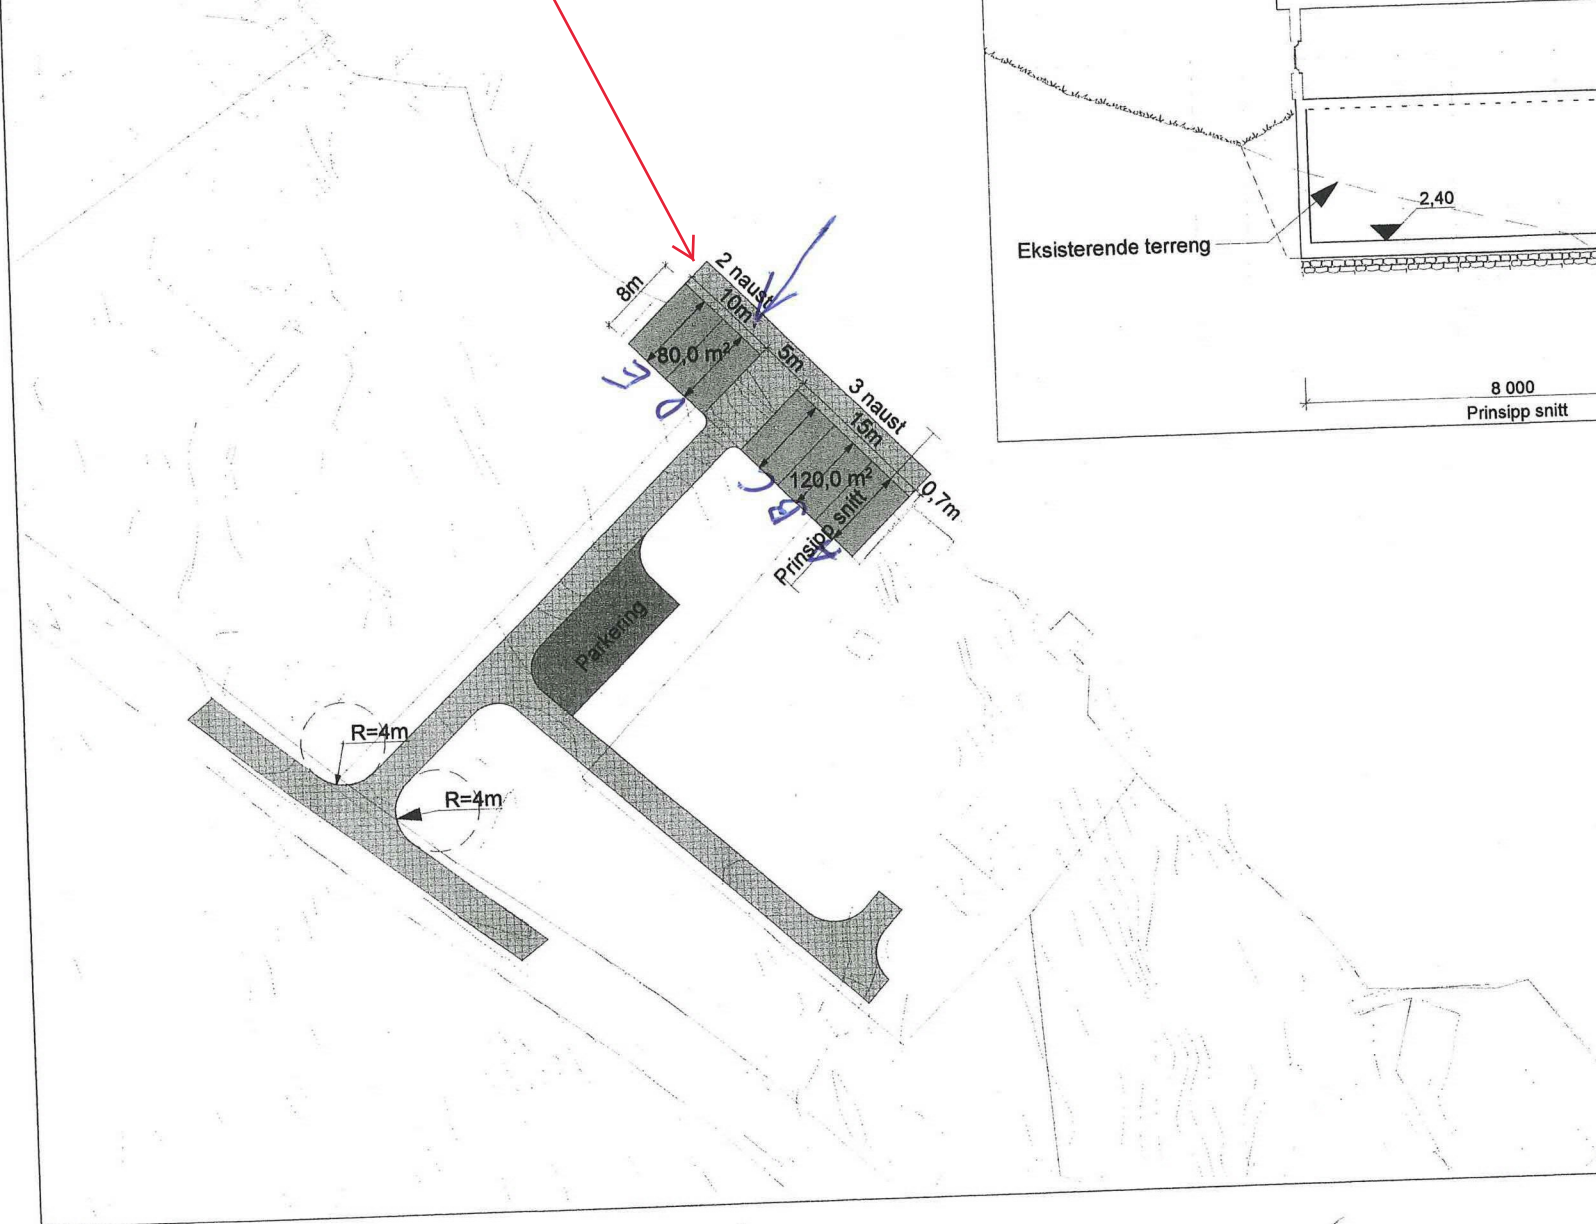 2,40
Eksisterende terreng
8 000
Prinsipp snitt
2 naust
8m
10m
80,0 m²
5m
3 naust
15m
120,0 m²
0,7m
Prinsipp snitt
E
D
C
B
A
Parkering
R=4m
R=4m